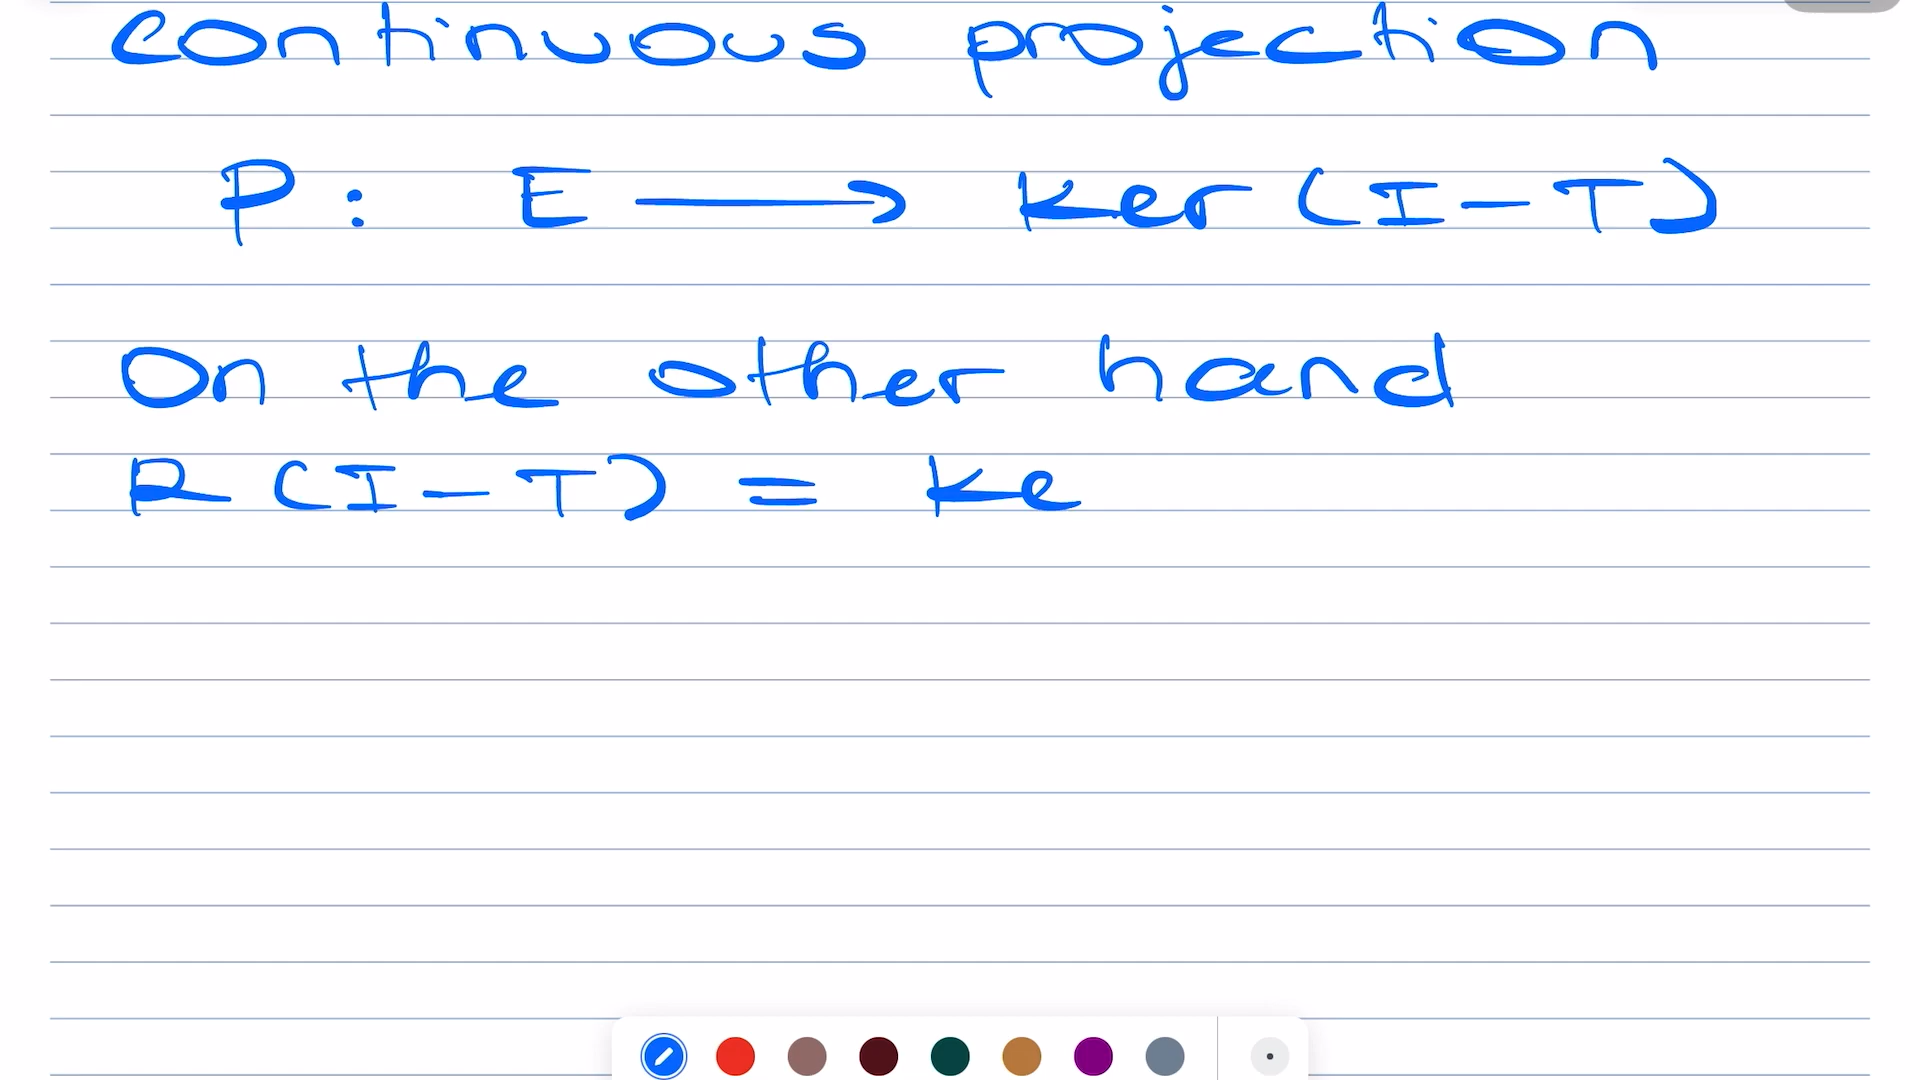 continuous projection
P: E ⟶ ker (I-T)
On the other hand
R (I-T) = ke